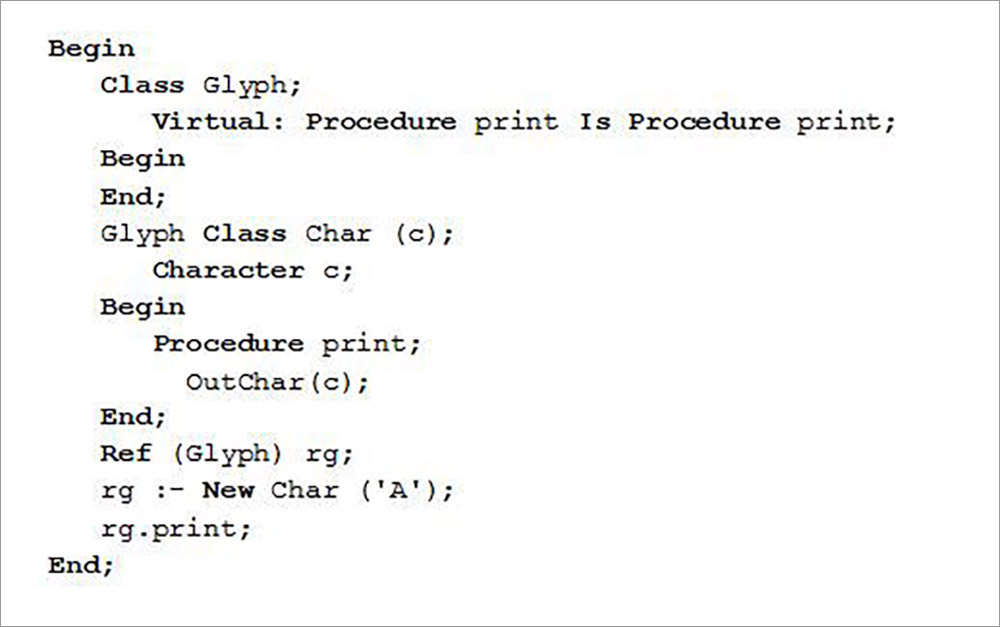 Begin
Class Glyph;
Virtual: Procedure print Is Procedure print;
Begin
End;
Glyph Class Char (c);
Character c;
Begin
Procedure print;
OutChar(c);
End;
Ref (Glyph) rg;
rg :- New Char ('A');
rg.print;
End;